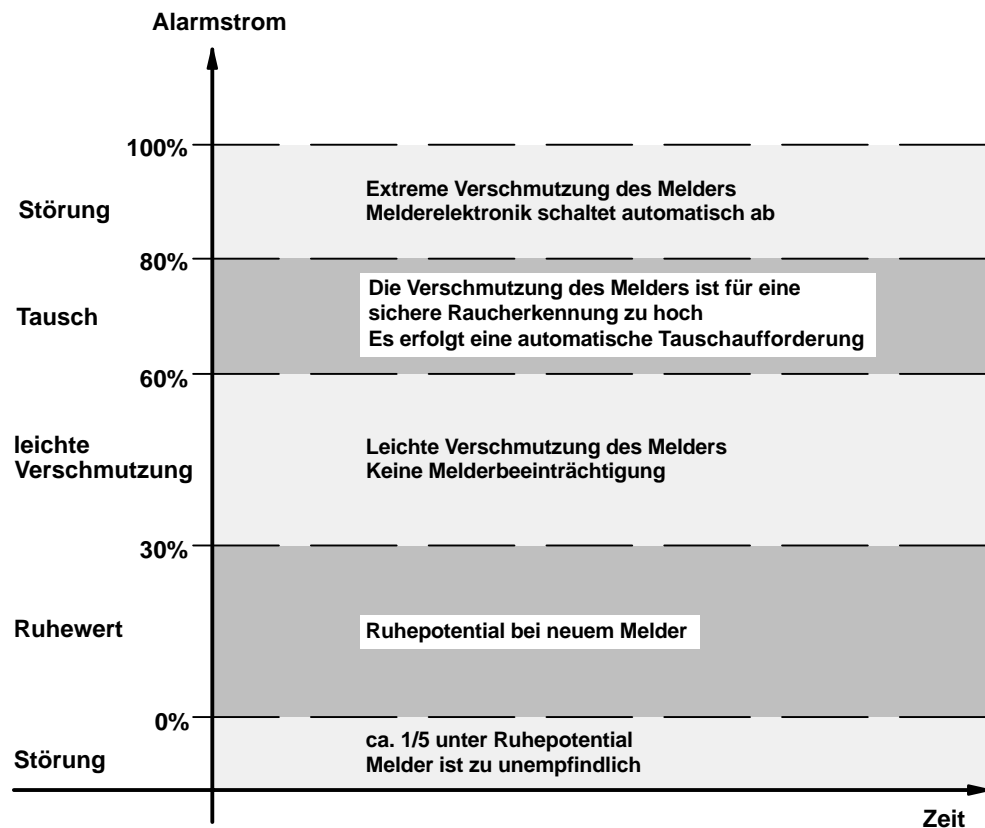 Alarmstrom
100%
Störung
Extreme Verschmutzung des Melders
Melderelektronik schaltet automatisch ab
80%
Tausch
Die Verschmutzung des Melders ist für eine
sichere Raucherkennung zu hoch
Es erfolgt eine automatische Tauschaufforderung
60%
leichte
Verschmutzung
Leichte Verschmutzung des Melders
Keine Melderbeeinträchtigung
30%
Ruhewert
Ruhepotential bei neuem Melder
0%
Störung
ca. 1/5 unter Ruhepotential
Melder ist zu unempfindlich
Zeit